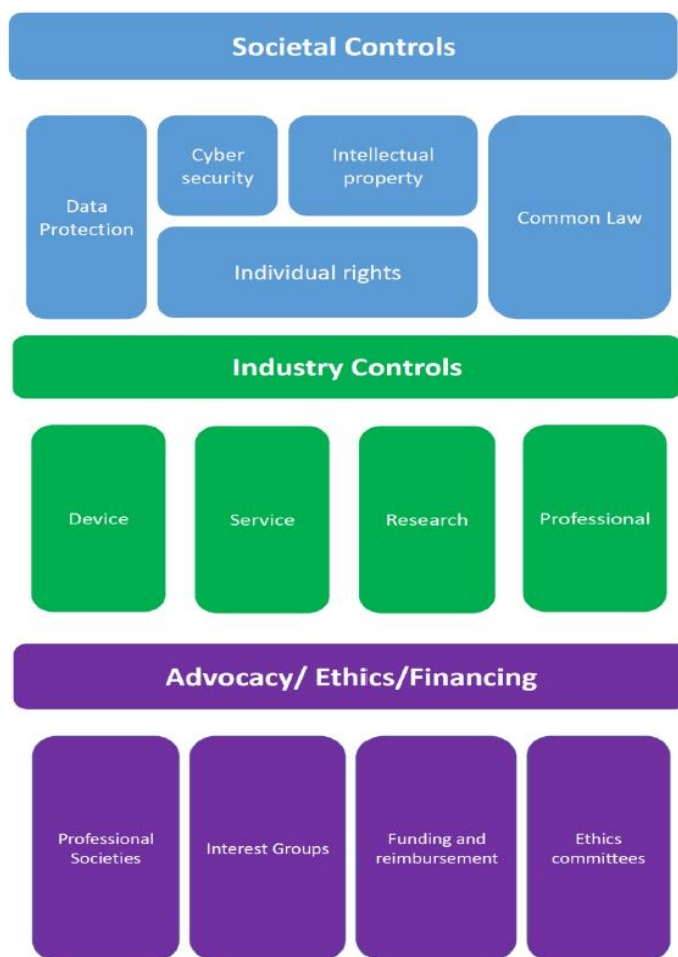 Societal Controls
Data
Protection
Cyber
security
Intellectual
property
Individual rights
Common Law
Industry Controls
Device
Service
Research
Professional
Advocacy/ Ethics/Financing
Professional
Societies
Interest Groups
Funding and
reimbursement
Ethics
committees